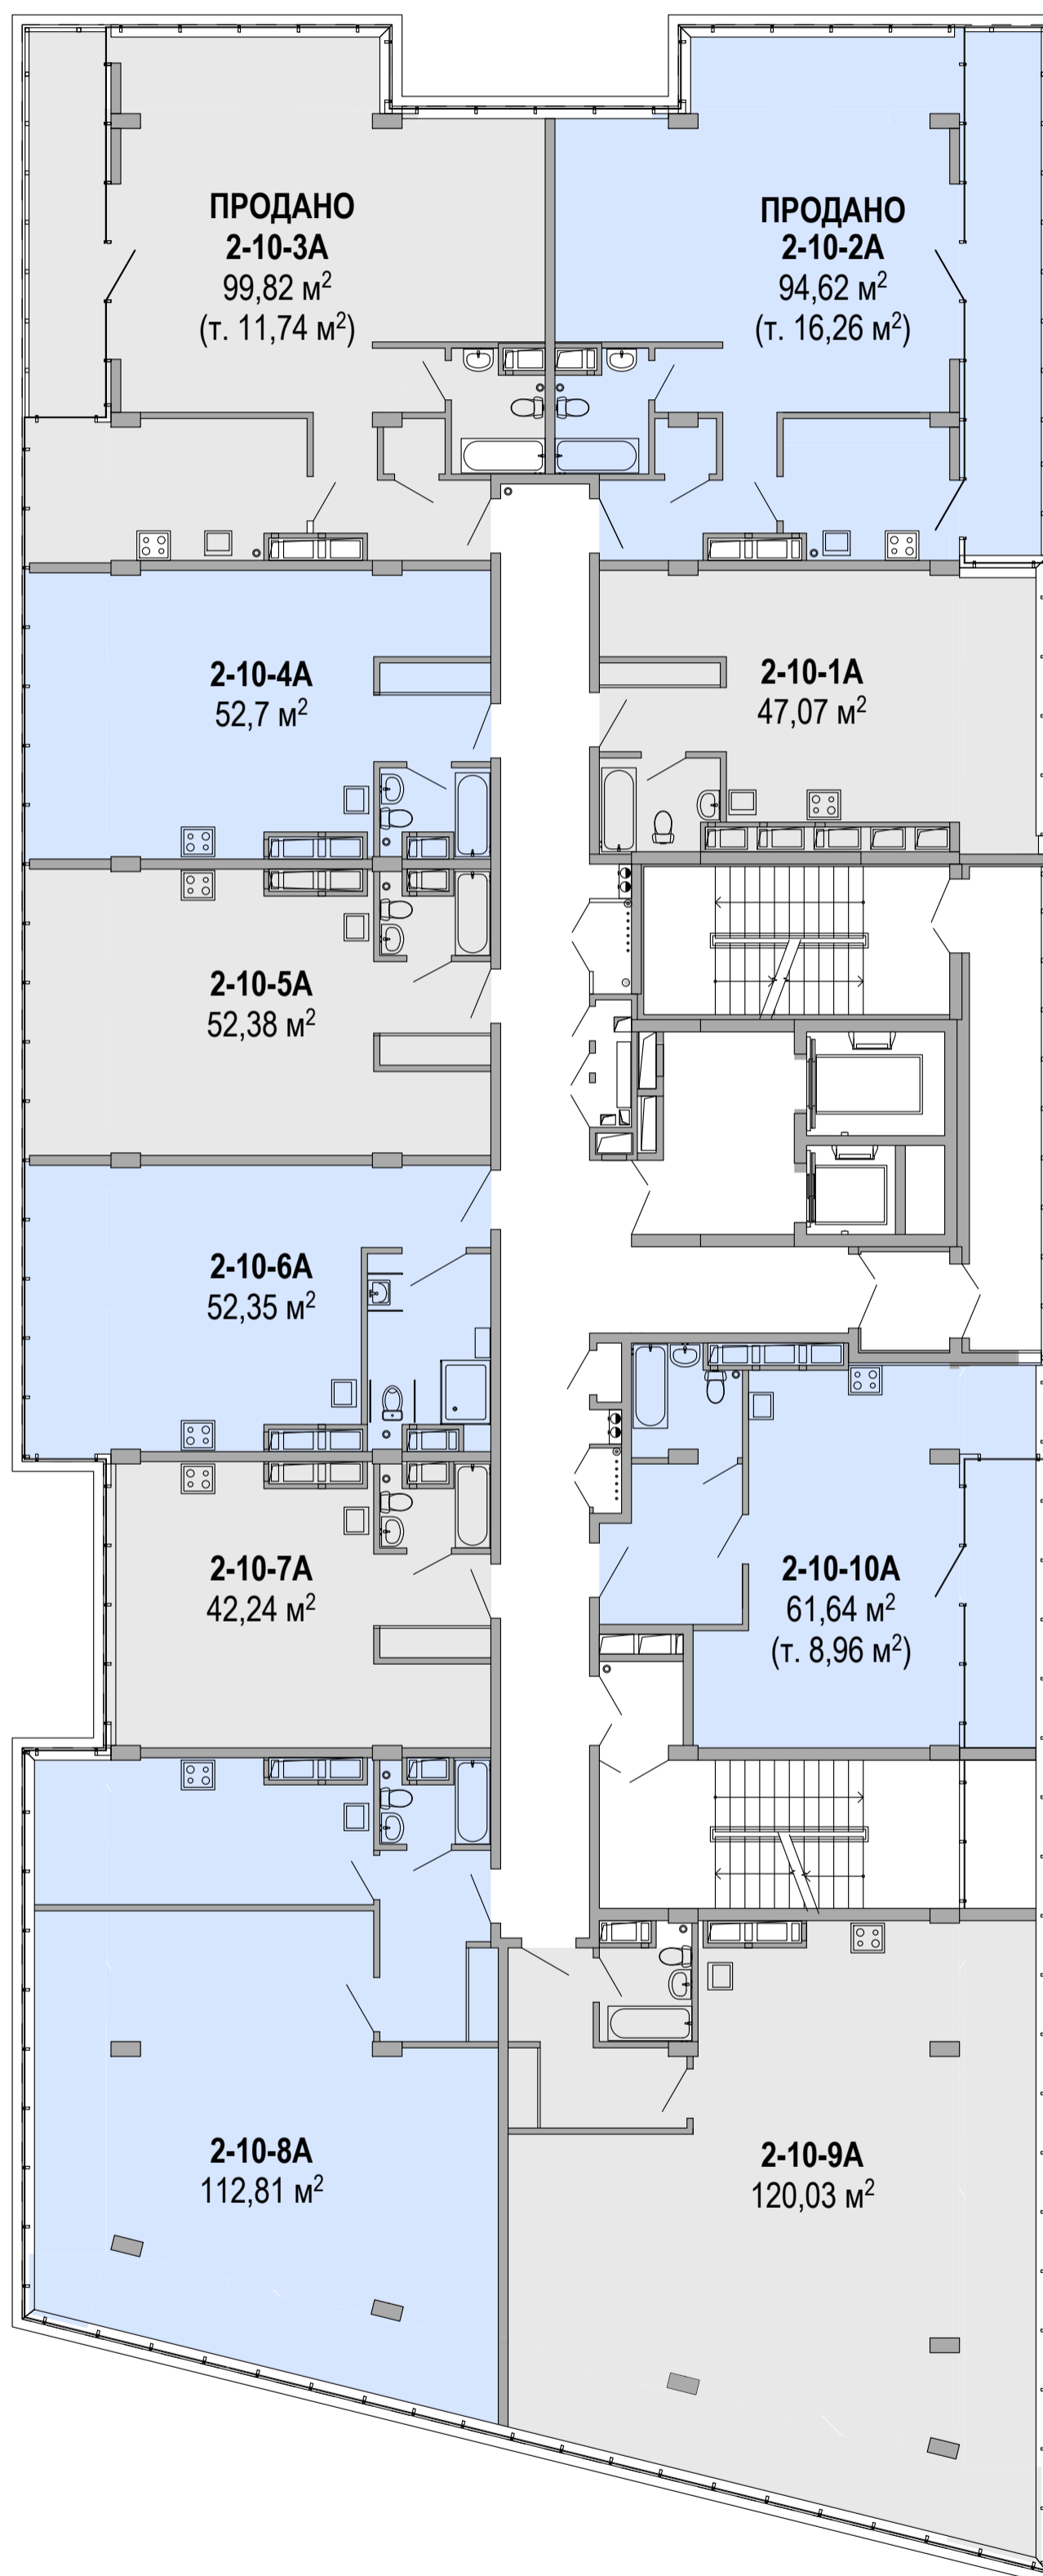 ПРОДАНО
2-10-3А
99,82 м²
(т. 11,74 м²)
ПРОДАНО
2-10-2А
94,62 м²
(т. 16,26 м²)
2-10-4А
52,7 м²
2-10-1А
47,07 м²
2-10-5А
52,38 м²
2-10-6А
52,35 м²
2-10-7А
42,24 м²
2-10-10А
61,64 м²
(т. 8,96 м²)
2-10-8А
112,81 м²
2-10-9А
120,03 м²